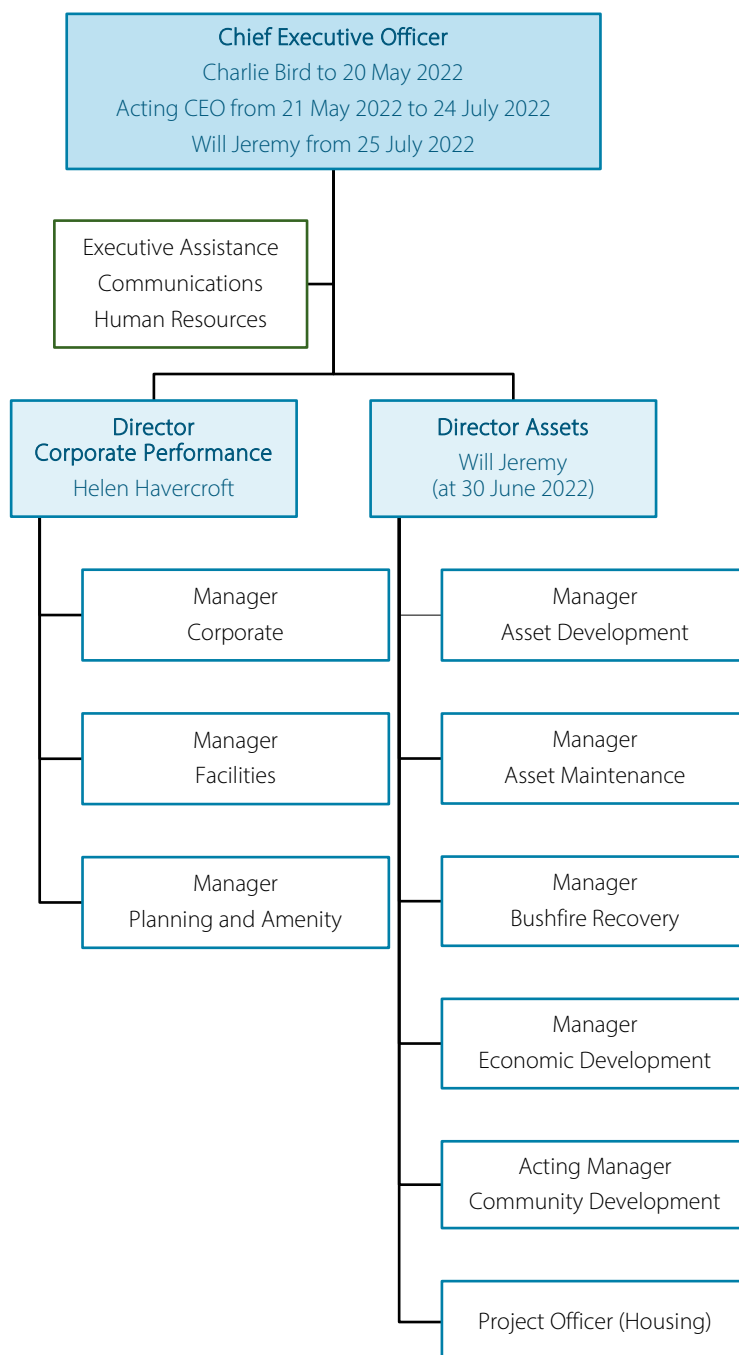 Chief Executive Officer
Charlie Bird to 20 May 2022
Acting CEO from 21 May 2022 to 24 July 2022
Will Jeremy from 25 July 2022
Executive Assistance
Communications
Human Resources
Director
Corporate Performance
Helen Havercroft
Director Assets
Will Jeremy
(at 30 June 2022)
Manager
Corporate
Manager
Facilities
Manager
Planning and Amenity
Manager
Asset Development
Manager
Asset Maintenance
Manager
Bushfire Recovery
Manager
Economic Development
Acting Manager
Community Development
Project Officer (Housing)